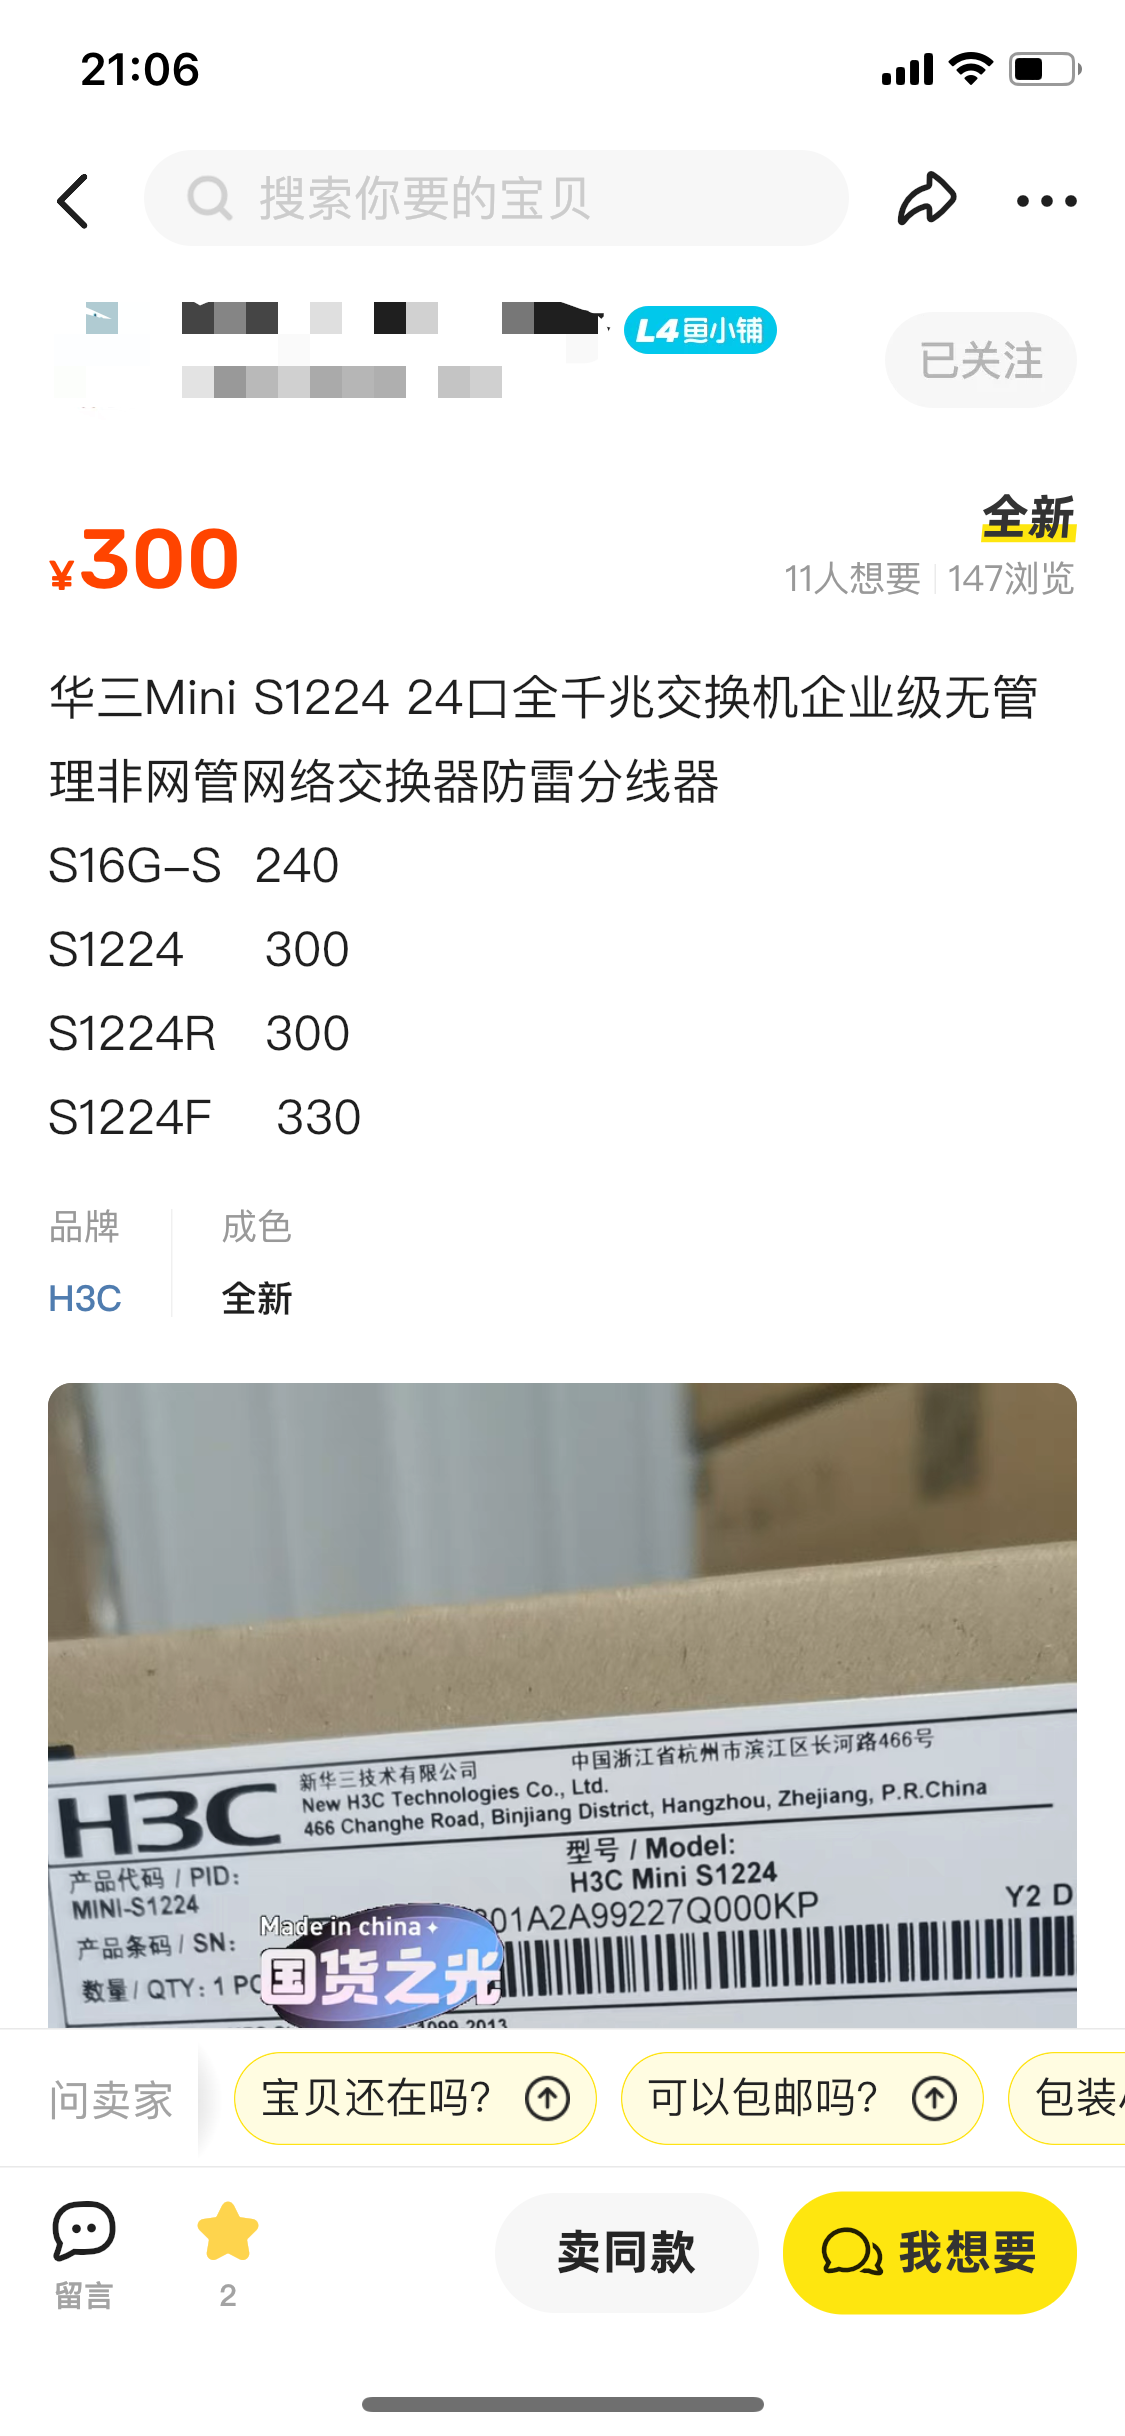 21:06
搜索你要的宝贝
L4鱼小铺
已关注
¥300
全新
11人想要 147浏览
华三Mini S1224 24口全千兆交换机企业级无管
理非网管网络交换器防雷分线器
S16G-S 240
S1224 300
S1224R 300
S1224F 330
品牌 成色
H3C 全新
H3C
新华三技术有限公司 中国浙江省杭州市滨江区长河路466号
New H3C Technologies Co., Ltd.
466 Changhe Road, Binjiang District, Hangzhou, Zhejiang, P.R.China
产品代码 / PID:
MINI-S1224
型号 / Model:
H3C Mini S1224
产品条码 / SN:
01A2A99227Q000KP
Y2 D
数量 / QTY: 1 PC
Made in china
国货之光
1099-2013
问卖家 宝贝还在吗? 可以包邮吗? 包装
留言 2 卖同款 我想要